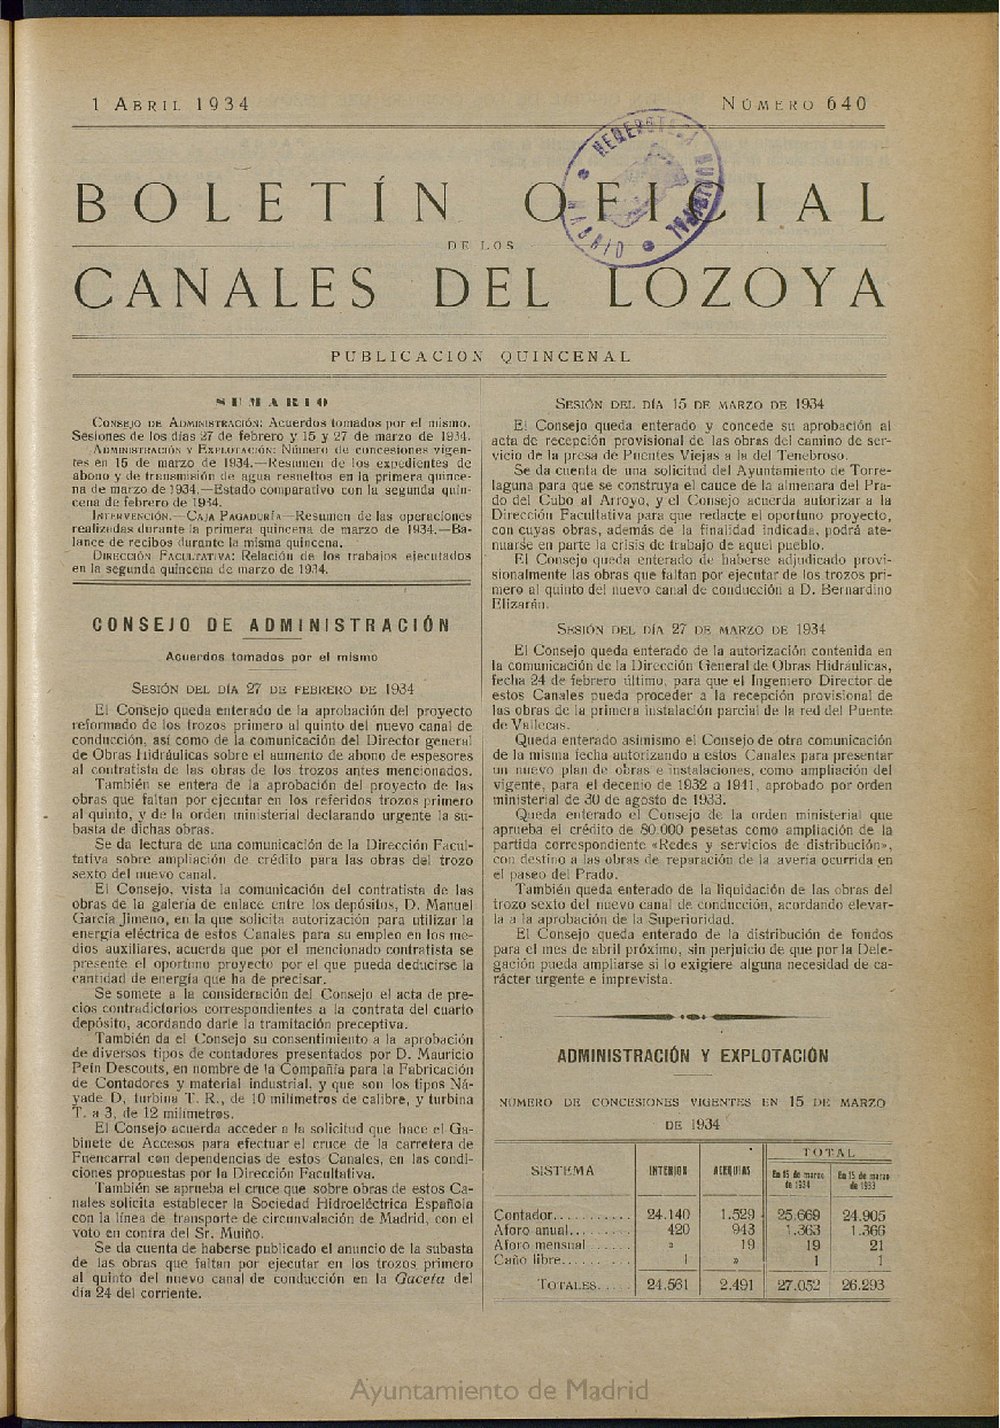 1 ABRIL 1934
NÚMERO 640
BOLETÍN OFICIAL
DE LOS
CANALES DEL LOZOYA
PUBLICACION QUINCENAL
HEMEROTECA MUNICIPAL
MADRID
SUMARIO
CONSEJO DE ADMINISTRACIÓN: Acuerdos tomados por el mismo.
Sesiones de los días 27 de febrero y 15 y 27 de marzo de 1934.
ADMINISTRACIÓN Y EXPLOTACIÓN: Número de concesiones vigen-
tes en 15 de marzo de 1934.—Resumen de los expedientes de
abono y de transmisión de agua resueltos en la primera quince-
na de marzo de 1934.—Estado comparativo con la segunda quin-
cena de febrero de 1934.
INTERVENCIÓN.—CAJA PAGADURÍA—Resumen de las operaciones
realizadas durante la primera quincena de marzo de 1934.—Ba-
lance de recibos durante la misma quincena.
DIRECCIÓN FACULTATIVA: Relación de los trabajos ejecutados
en la segunda quincena de marzo de 1934.
CONSEJO DE ADMINISTRACIÓN
Acuerdos tomados por el mismo
SESIÓN DEL DÍA 27 DE FEBRERO DE 1934
El Consejo queda enterado de la aprobación del proyecto
reformado de los trozos primero al quinto del nuevo canal de
conducción, así como de la comunicación del Director general
de Obras Hidráulicas sobre el aumento de abono de espesores
al contratista de las obras de los trozos antes mencionados.
También se entera de la aprobación del proyecto de las
obras que faltan por ejecutar en los referidos trozos primero
al quinto, y de la orden ministerial declarando urgente la su-
basta de dichas obras.
Se da lectura de una comunicación de la Dirección Facul-
tativa sobre ampliación de crédito para las obras del trozo
sexto del nuevo canal.
El Consejo, vista la comunicación del contratista de las
obras de la galería de enlace entre los depósitos, D. Manuel
García Jimeno, en la que solicita autorización para utilizar la
energía eléctrica de estos Canales para su empleo en los me-
dios auxiliares, acuerda que por el mencionado contratista se
presente el oportuno proyecto por el que pueda deducirse la
cantidad de energía que ha de precisar.
Se somete a la consideración del Consejo el acta de pre-
cios contradictorios correspondientes a la contrata del cuarto
depósito, acordando darle la tramitación preceptiva.
También da el Consejo su consentimiento a la aprobación
de diversos tipos de contadores presentados por D. Mauricio
Pein Descouts, en nombre de la Compañía para la Fabricación
de Contadores y material industrial, y que son los tipos Ná-
yade D, turbina T. R., de 10 milímetros de calibre, y turbina
T. a 3, de 12 milímetros.
El Consejo acuerda acceder a la solicitud que hace el Ga-
binete de Accesos para efectuar el cruce de la carretera de
Fuencarral con dependencias de estos Canales, en las condi-
ciones propuestas por la Dirección Facultativa.
También se aprueba el cruce que sobre obras de estos Ca-
nales solicita establecer la Sociedad Hidroeléctrica Española
con la línea de transporte de circunvalación de Madrid, con el
voto en contra del Sr. Muiño.
Se da cuenta de haberse publicado el anuncio de la subasta
de las obras que faltan por ejecutar en los trozos primero
al quinto del nuevo canal de conducción en la Gaceta del
día 24 del corriente.
SESIÓN DEL DÍA 15 DE MARZO DE 1934
El Consejo queda enterado y concede su aprobación al
acta de recepción provisional de las obras del camino de ser-
vicio de la presa de Puentes Viejas a la del Tenebroso.
Se da cuenta de una solicitud del Ayuntamiento de Torre-
laguna para que se construya el cauce de la almenara del Pra-
do del Cubo al Arroyo, y el Consejo acuerda autorizar a la
Dirección Facultativa para que redacte el oportuno proyecto,
con cuyas obras, además de la finalidad indicada, podrá ate-
nuarse en parte la crisis de trabajo de aquel pueblo.
El Consejo queda enterado de haberse adjudicado provi-
sionalmente las obras que faltan por ejecutar de los trozos pri-
mero al quinto del nuevo canal de conducción a D. Bernardino
Elizarán.
SESIÓN DEL DÍA 27 DE MARZO DE 1934
El Consejo queda enterado de la autorización contenida en
la comunicación de la Dirección General de Obras Hidráulicas,
fecha 24 de febrero último, para que el Ingeniero Director de
estos Canales pueda proceder a la recepción provisional de
las obras de la primera instalación parcial de la red del Puente
de Vallecas.
Queda enterado asimismo el Consejo de otra comunicación
de la misma fecha autorizando a estos Canales para presentar
un nuevo plan de obras e instalaciones, como ampliación del
vigente, para el decenio de 1932 a 1941, aprobado por orden
ministerial de 30 de agosto de 1933.
Queda enterado el Consejo de la orden ministerial que
aprueba el crédito de 80.000 pesetas como ampliación de la
partida correspondiente «Redes y servicios de distribución»,
con destino a las obras de reparación de la avería ocurrida en
el paseo del Prado.
También queda enterado de la liquidación de las obras del
trozo sexto del nuevo canal de conducción, acordando elevar-
la a la aprobación de la Superioridad.
El Consejo queda enterado de la distribución de fondos
para el mes de abril próximo, sin perjuicio de que por la Dele-
gación pueda ampliarse si lo exigiere alguna necesidad de ca-
rácter urgente e imprevista.
ADMINISTRACIÓN Y EXPLOTACIÓN
NÚMERO DE CONCESIONES VIGENTES EN 15 DE MARZO
DE 1934
SISTEMA INTERIOR ACEQUIAS TOTAL
En 15 de marzo de 1934 En 15 de marzo de 1933
Contador........... 24.140 1.529 25.669 24.905
Aforo anual......... 420 943 1.363 1.366
Aforo mensual...... » 19 19 21
Caño libre.......... 1 » 1 1
TOTALES..... 24.561 2.491 27.052 26.293
Ayuntamiento de Madrid